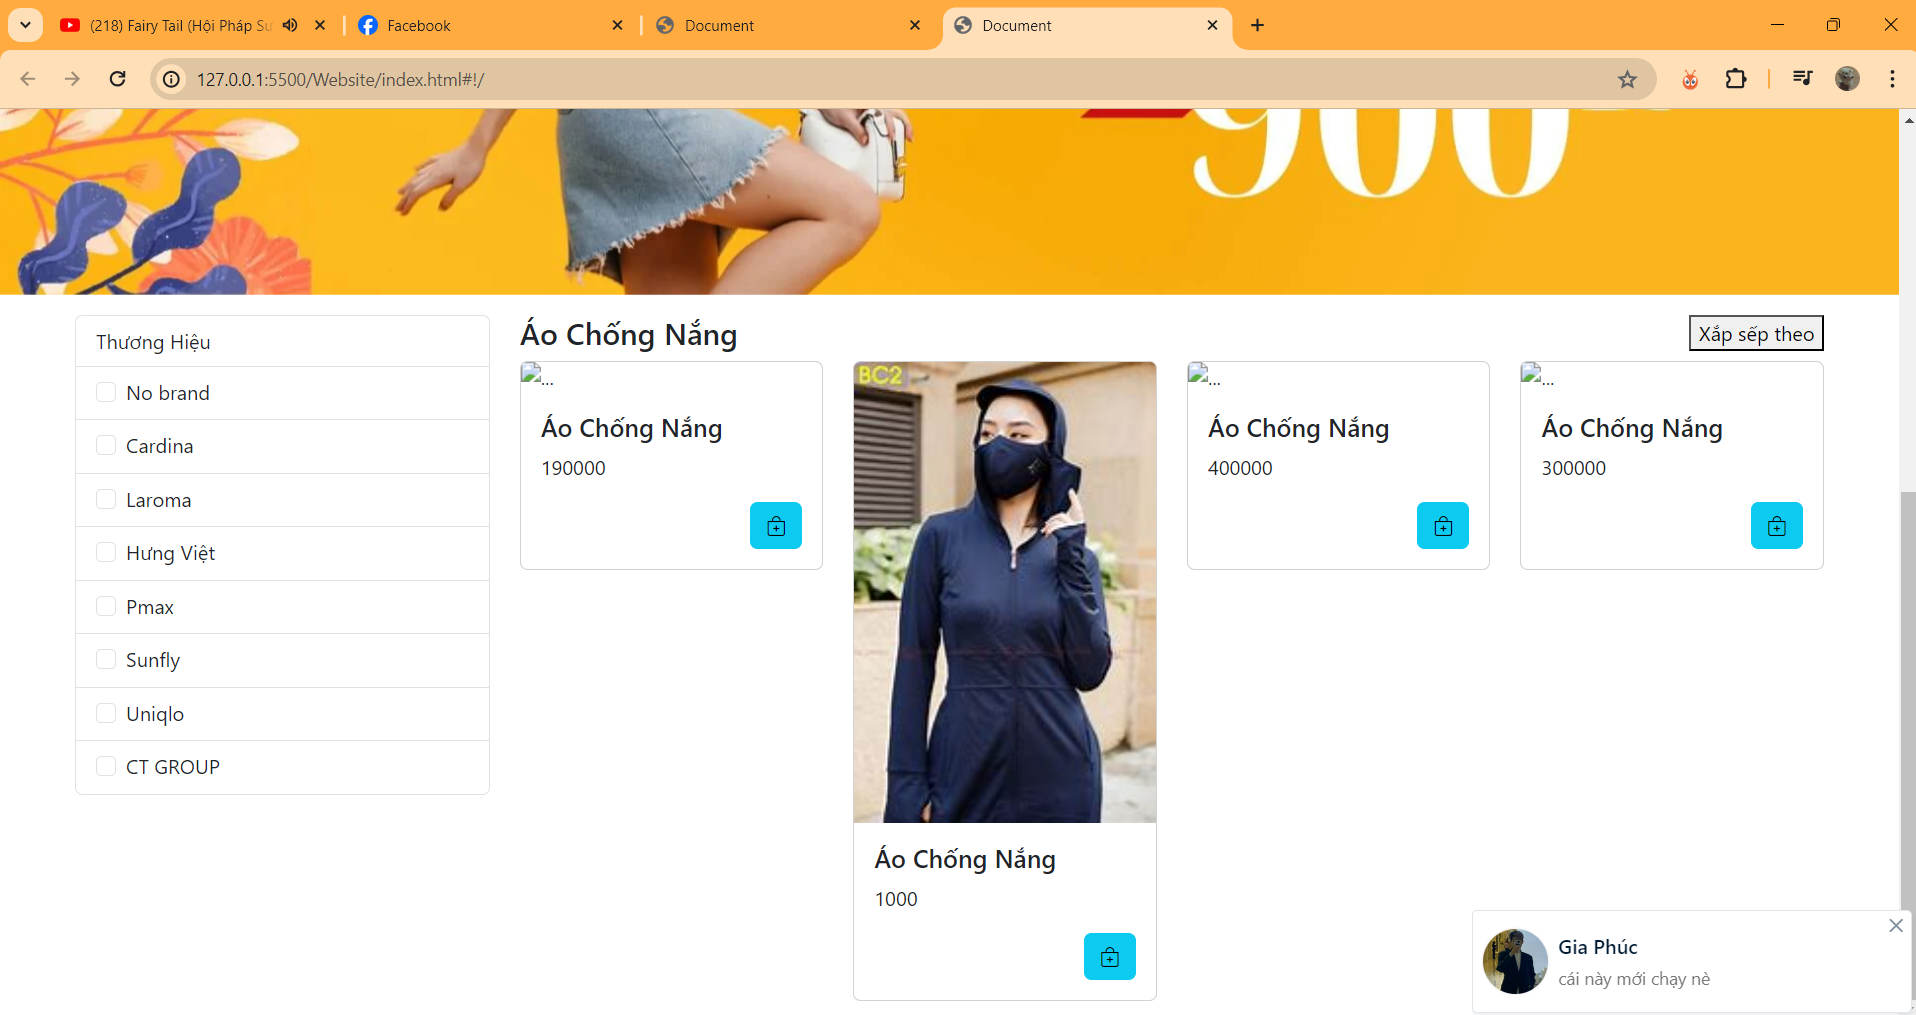 (218) Fairy Tail (Hội Pháp Sư
Facebook
Document
Document
127.0.0.1:5500/Website/index.html#!/
900
Thương Hiệu
No brand
Cardina
Laroma
Hưng Việt
Pmax
Sunfly
Uniqlo
CT GROUP
Áo Chống Nắng
Xắp sếp theo
...
Áo Chống Nắng
190000
BC2
Áo Chống Nắng
1000
...
Áo Chống Nắng
400000
...
Áo Chống Nắng
300000
Gia Phúc
cái này mới chạy nè